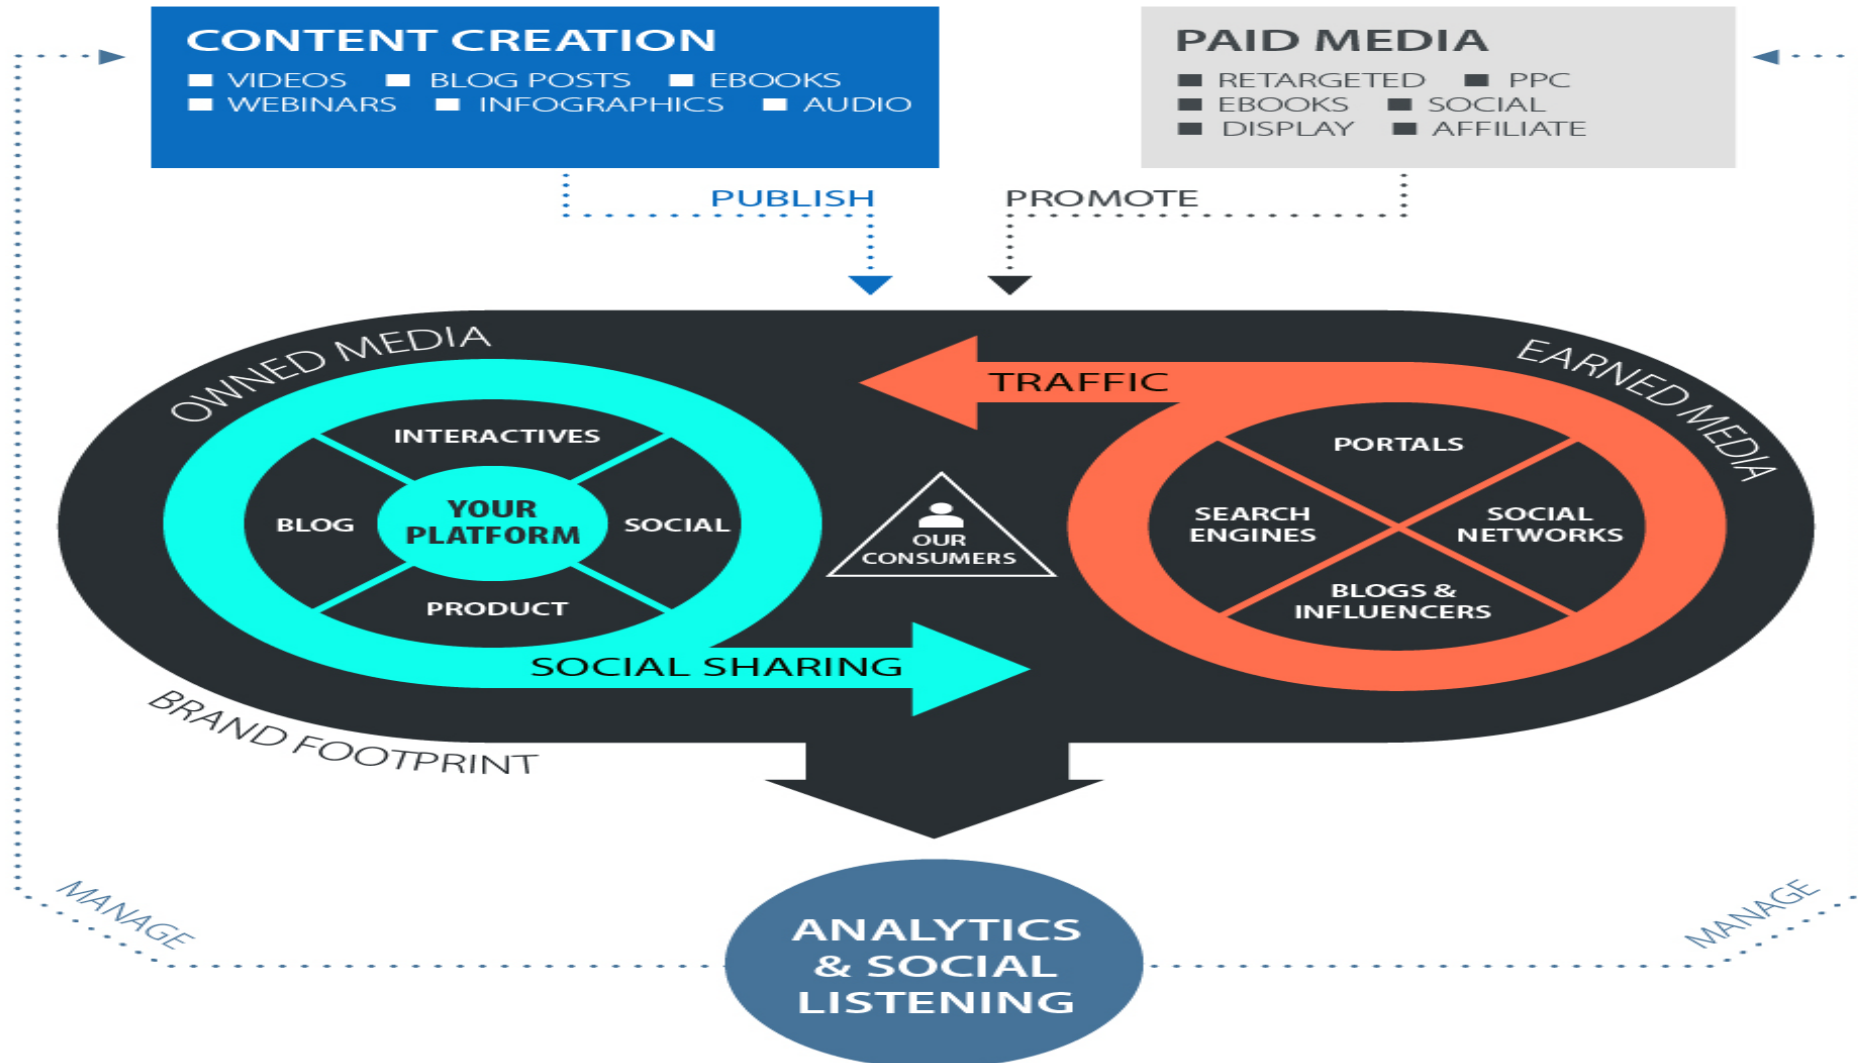 CONTENT CREATION
VIDEOS BLOG POSTS EBOOKS
WEBINARS INFOGRAPHICS AUDIO
PAID MEDIA
RETARGETED PPC
EBOOKS SOCIAL
DISPLAY AFFILIATE
PUBLISH
PROMOTE
OWNED MEDIA
EARNED MEDIA
TRAFFIC
INTERACTIVES
BLOG
YOUR
PLATFORM
SOCIAL
PRODUCT
OUR
CONSUMERS
PORTALS
SEARCH
ENGINES
SOCIAL
NETWORKS
BLOGS &
INFLUENCERS
SOCIAL SHARING
BRAND FOOTPRINT
MANAGE
MANAGE
ANALYTICS
& SOCIAL
LISTENING